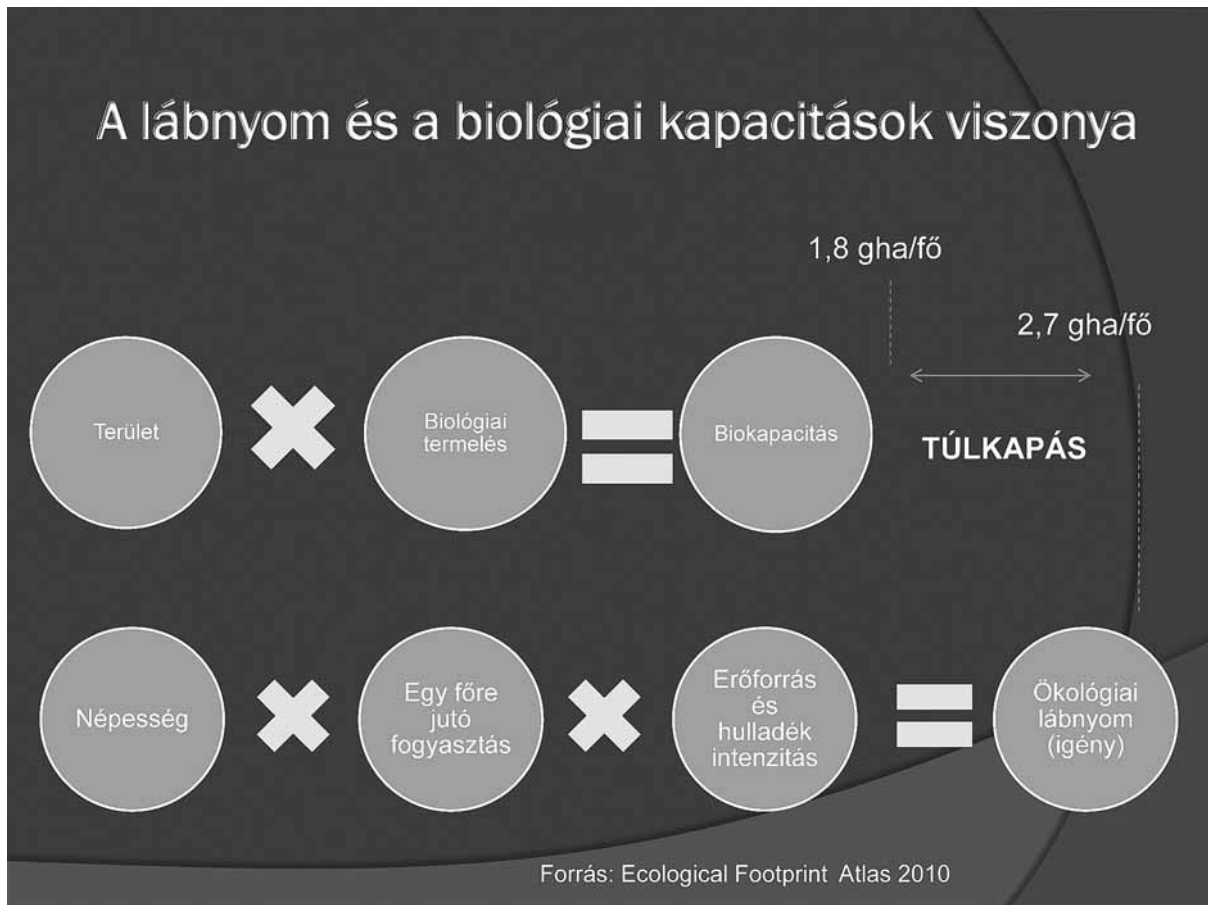 A lábnyom és a biológiai kapacitások viszonya
1,8 gha/fő
2,7 gha/fő
Terület
Biológiai
termelés
Biokapacitás
TÚLKAPÁS
Népesség
Egy főre
jutó
fogyasztás
Erőforrás
és
hulladék
intenzitás
Ökológiai
lábnyom
(igény)
Forrás: Ecological Footprint Atlas 2010